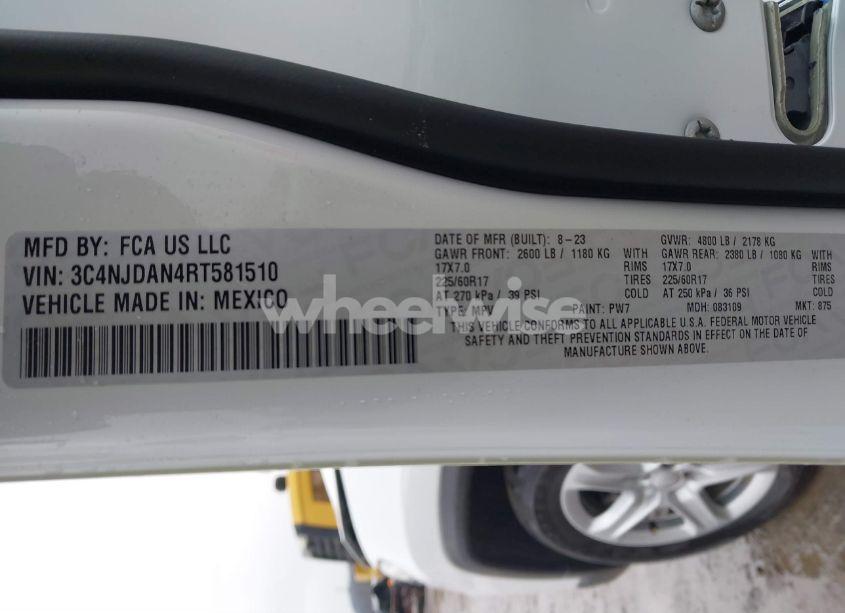 MFD BY: FCA US LLC
VIN: 3C4NJDAN4RT581510
VEHICLE MADE IN: MEXICO
DATE OF MFR (BUILT): 8-23 GVWR: 4800 LB / 2178 KG
GAWR FRONT: 2600 LB / 1180 KG WITH GAWR REAR: 2380 LB / 1080 KG WITH
17X7.0 RIMS 17X7.0 RIMS
225/60R17 TIRES 225/60R17 TIRES
AT 270 kPa / 39 PSI COLD AT 250 kPa / 36 PSI COLD
TYPE: MPV PAINT: PW7 MDH: 083109 MKT: 875
THIS VEHICLE CONFORMS TO ALL APPLICABLE U.S.A. FEDERAL MOTOR VEHICLE
SAFETY AND THEFT PREVENTION STANDARDS IN EFFECT ON THE DATE OF
MANUFACTURE SHOWN ABOVE.
wheelwise